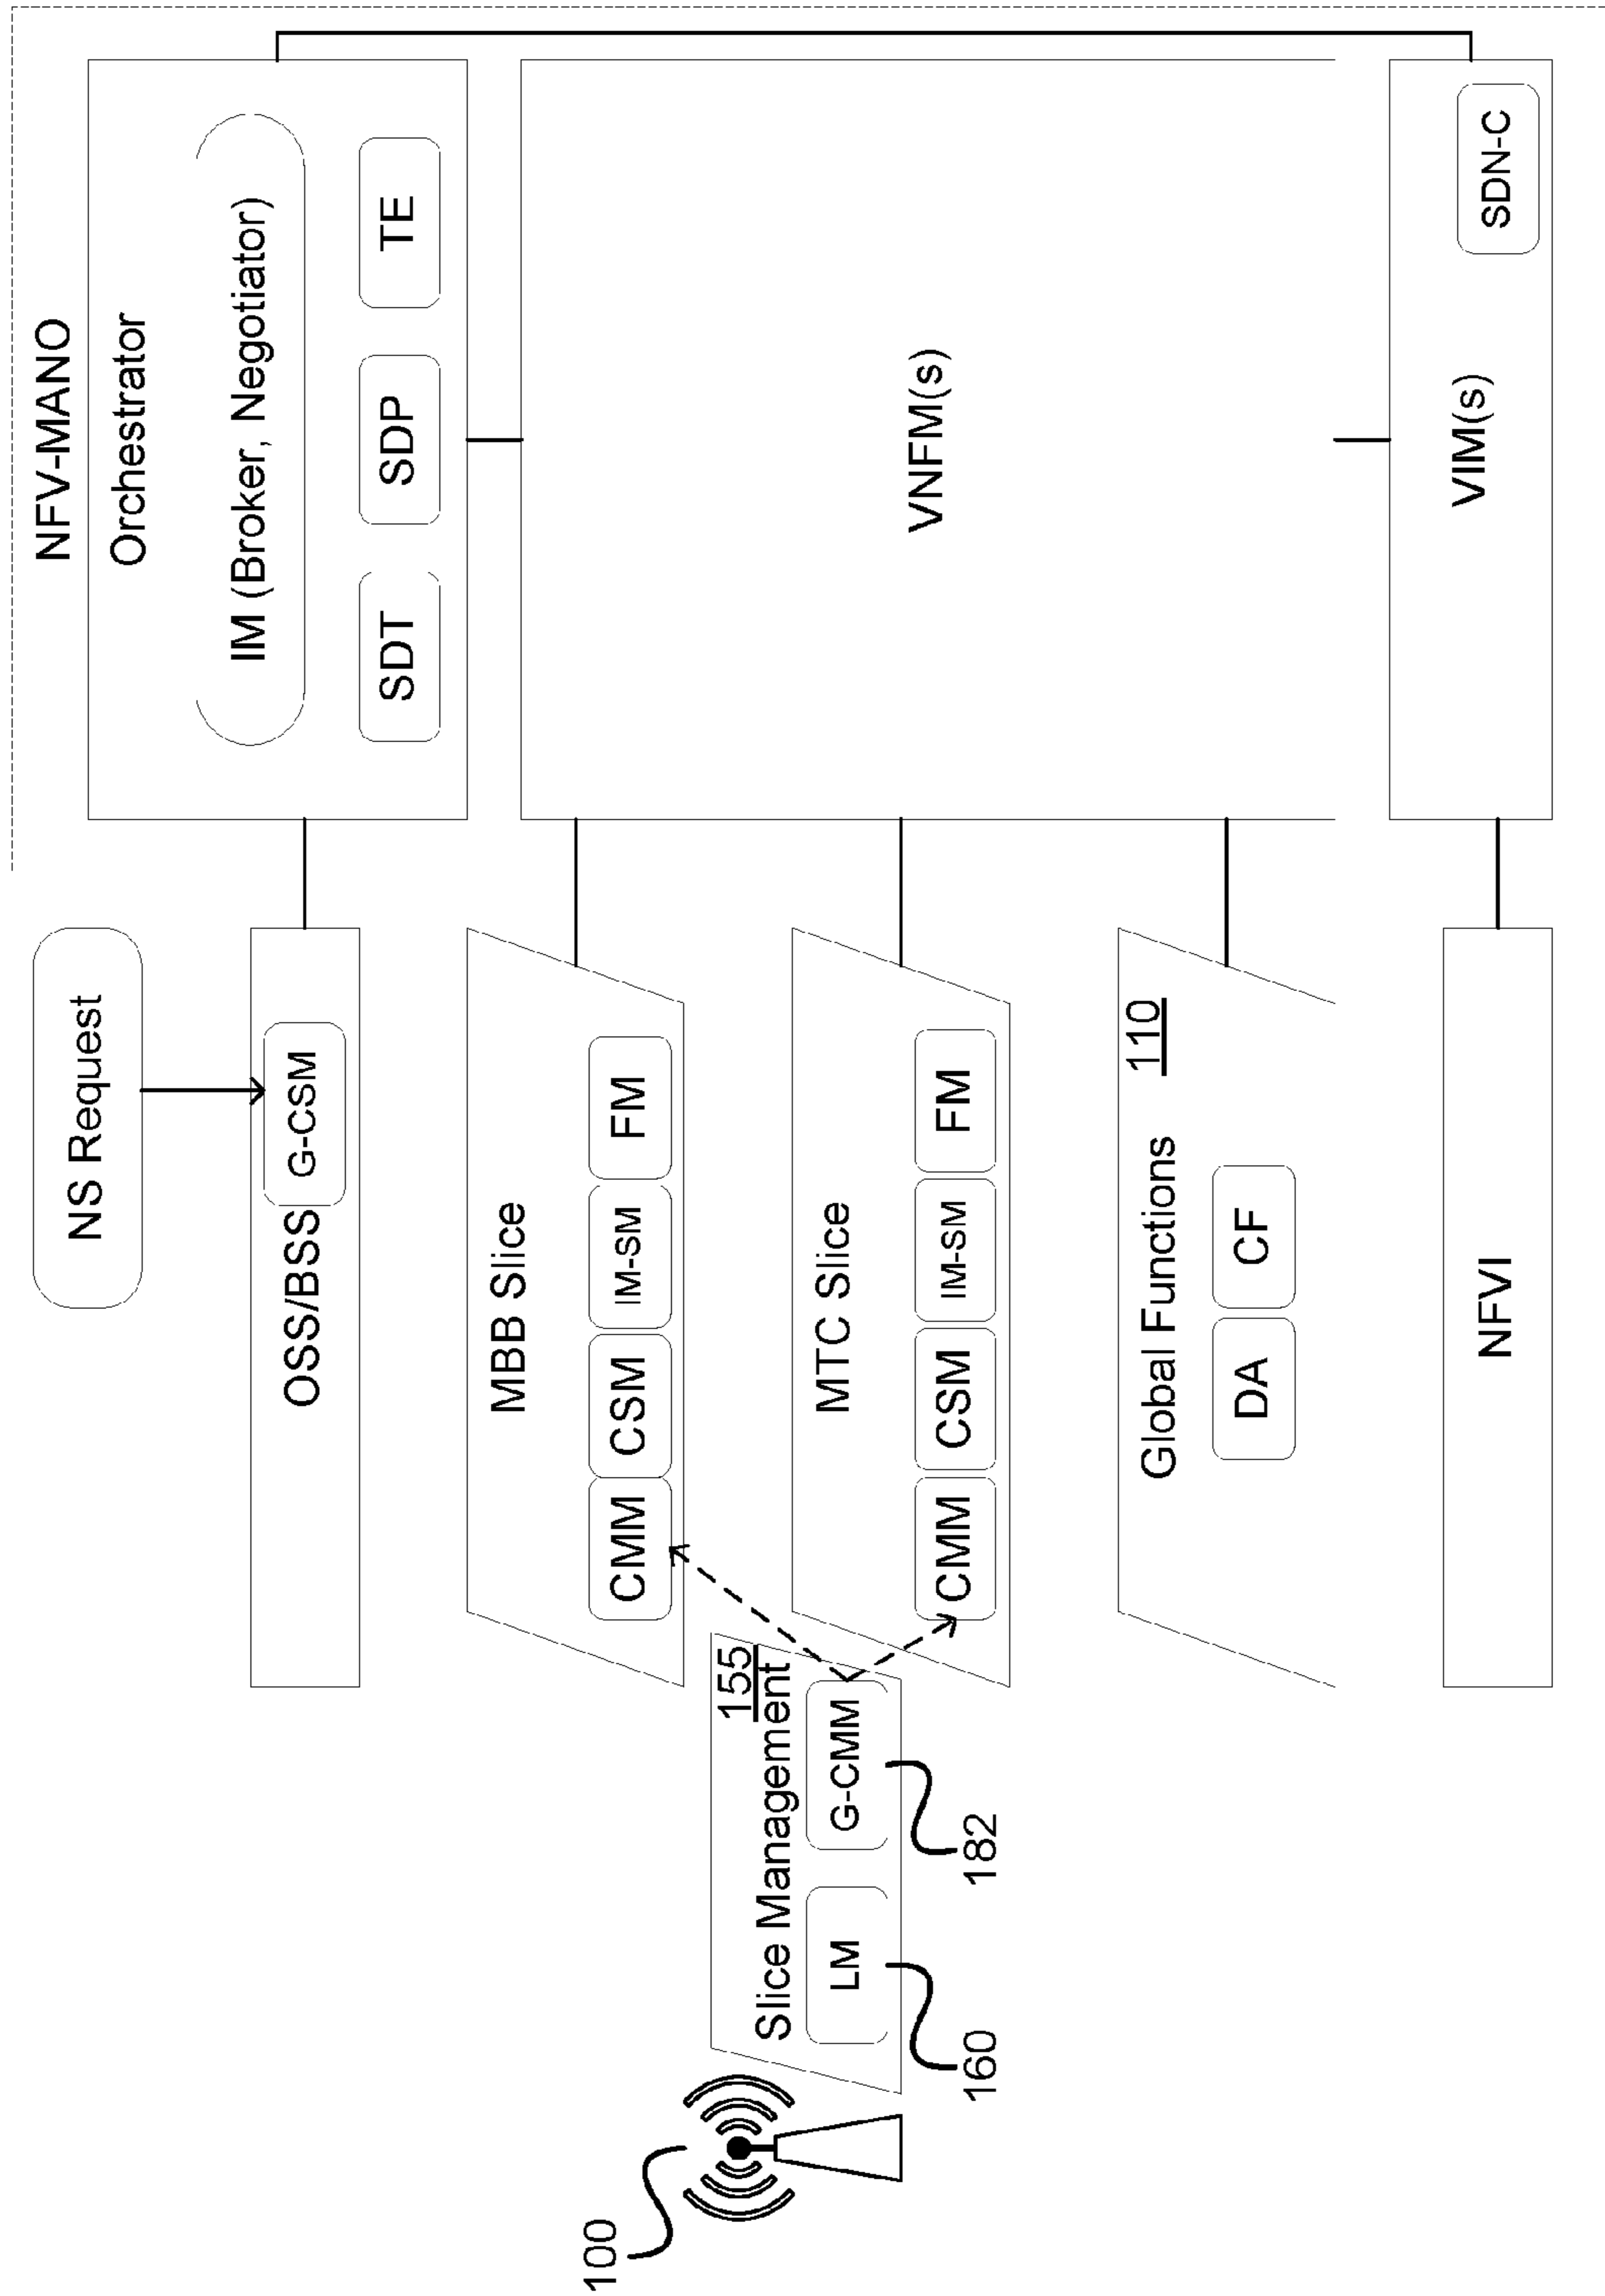 NS Request
NFV-MANO
OSS/BSS
G-CSM
Orchestrator
IM (Broker, Negotiator)
SDT
SDP
TE
MBB Slice
CMM
CSM
IM-SM
FM
100
155
Slice Management
LM
G-CMM
160
182
MTC Slice
CMM
CSM
IM-SM
FM
VNFM(s)
Global Functions
110
DA
CF
NFVI
VIM(s)
SDN-C